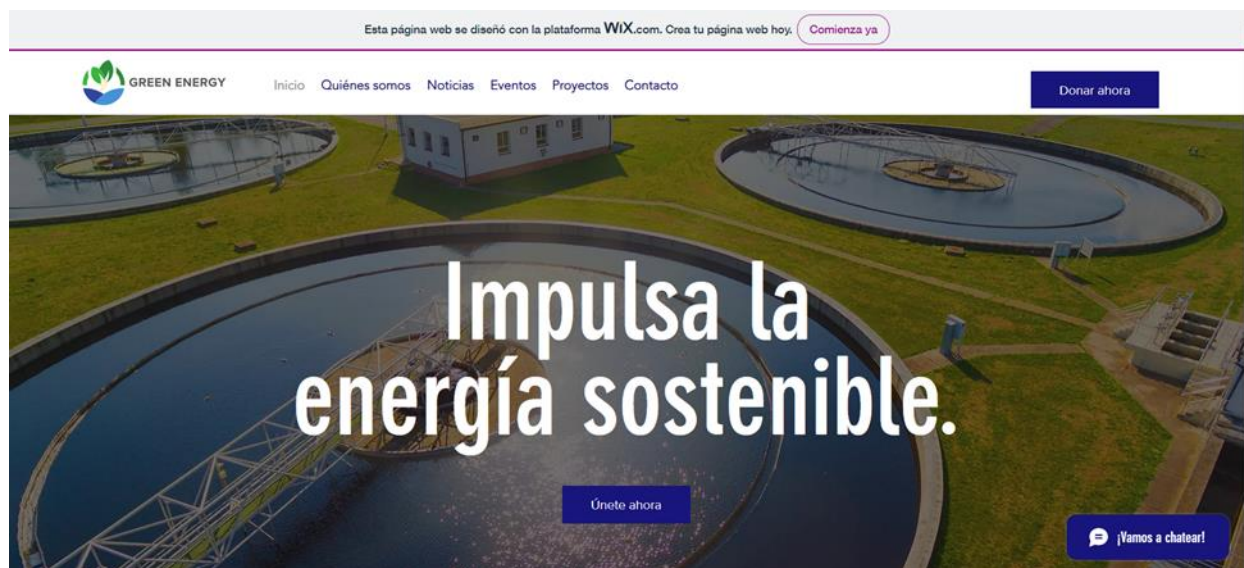 Esta página web se diseñó con la plataforma WiX.com. Crea tu página web hoy. Comienza ya
GREEN ENERGY Inicio Quiénes somos Noticias Eventos Proyectos Contacto Donar ahora
Impulsa la
energía sostenible.
Únete ahora
¡Vamos a chatear!